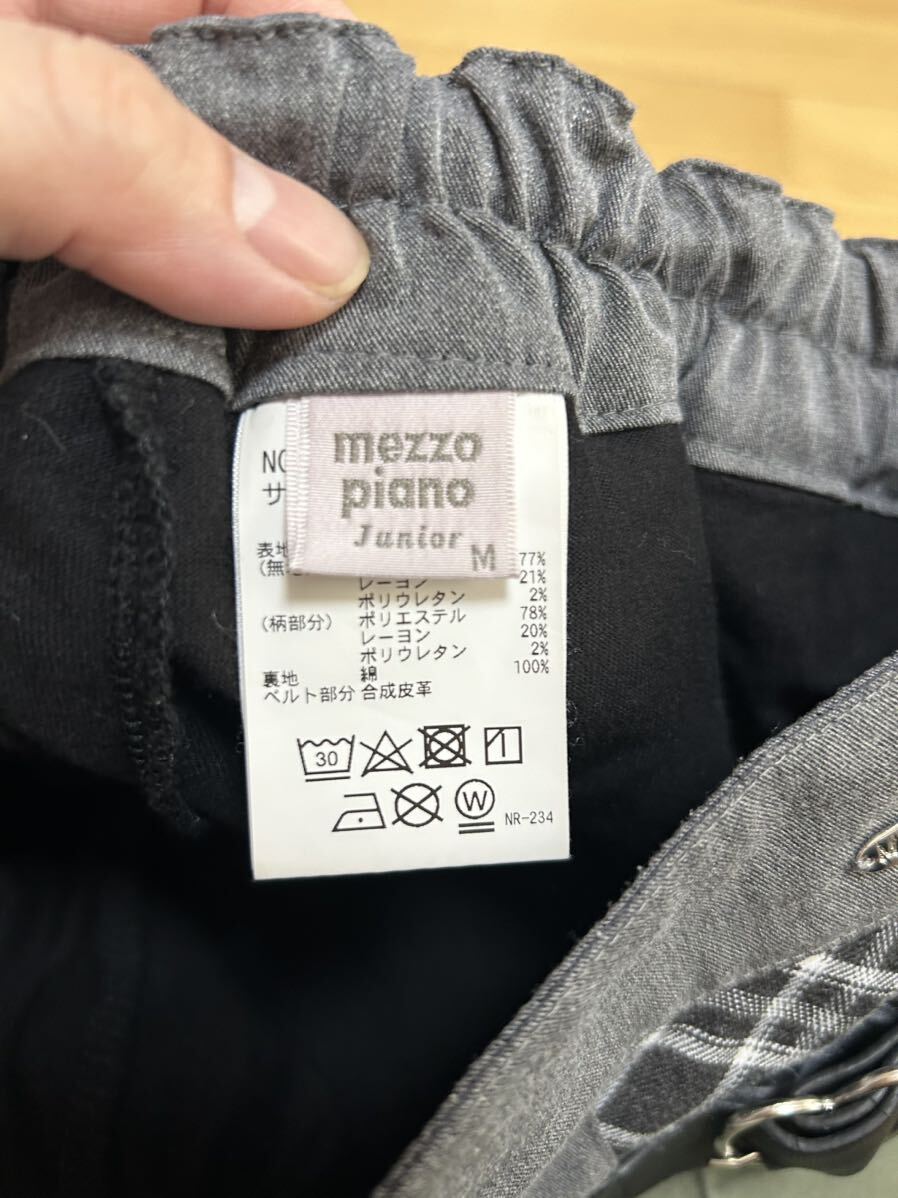 mezzo
piano
Junior M
NO
サ
表地
77%
レーヨン 21%
ポリウレタン 2%
(柄部分) ポリエステル 78%
レーヨン 20%
ポリウレタン 2%
裏地 綿 100%
ベルト部分 合成皮革
30
W
NR-234